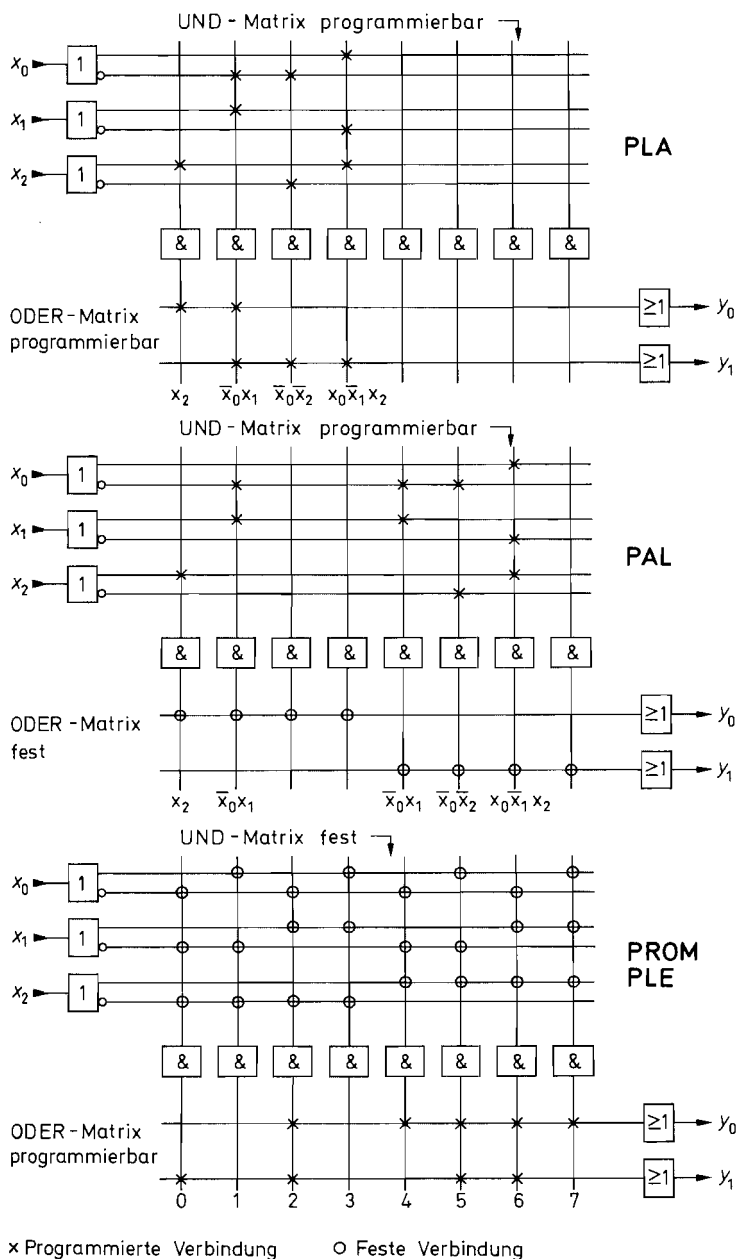 UND-Matrix programmierbar
x₀ 1
x₁ 1
x₂ 1
PLA
& & & & & & & &
ODER-Matrix
programmierbar
≥1 y₀
≥1 y₁
x₂ x̅₀x₁ x̅₀x̅₂ x₀x̅₁x₂
UND-Matrix programmierbar
x₀ 1
x₁ 1
x₂ 1
PAL
& & & & & & & &
ODER-Matrix
fest
≥1 y₀
≥1 y₁
x₂ x̅₀x₁ x̅₀x₁ x̅₀x̅₂ x₀x̅₁x₂
UND-Matrix fest
x₀ 1
x₁ 1
x₂ 1
PROM
PLE
& & & & & & & &
ODER-Matrix
programmierbar
≥1 y₀
≥1 y₁
0 1 2 3 4 5 6 7
× Programmierte Verbindung o Feste Verbindung